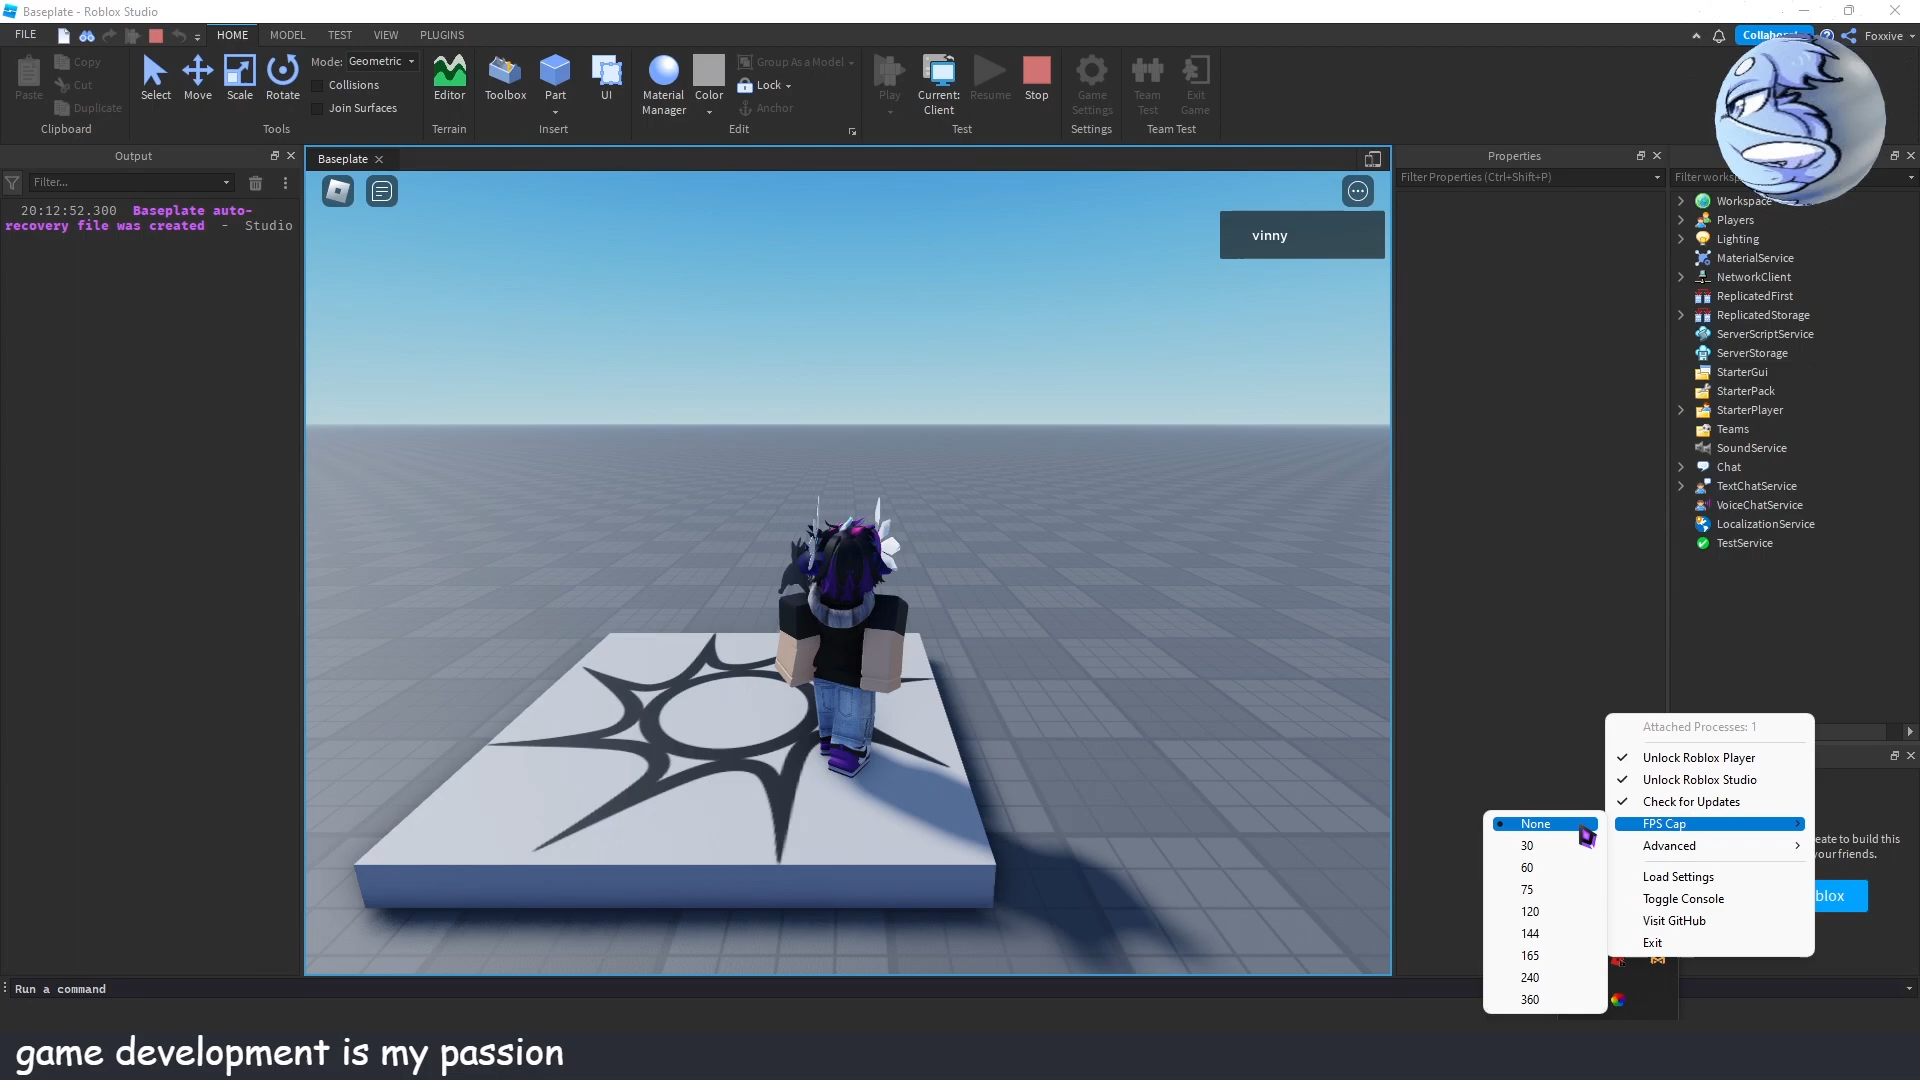 Baseplate - Roblox Studio
FILE
HOME
MODEL
TEST
VIEW
PLUGINS
Foxxive
Paste
Copy
Cut
Duplicate
Clipboard
Select
Move
Scale
Rotate
Mode: Geometric
Collisions
Join Surfaces
Tools
Editor
Terrain
Toolbox
Part
UI
Insert
Material
Manager
Color
Group As a Model
Lock
Anchor
Edit
Play
Current:
Client
Resume
Stop
Test
Game
Settings
Settings
Team
Test
Exit
Game
Team Test
Output
Filter...
20:12:52.300 Baseplate auto-
recovery file was created - Studio
Baseplate
vinny
Properties
Filter Properties (Ctrl+Shift+P)
Workspace
Players
Lighting
MaterialService
NetworkClient
ReplicatedFirst
ReplicatedStorage
ServerScriptService
ServerStorage
StarterGui
StarterPack
StarterPlayer
Teams
SoundService
Chat
TextChatService
VoiceChatService
LocalizationService
TestService
Attached Processes: 1
Unlock Roblox Player
Unlock Roblox Studio
Check for Updates
FPS Cap
Advanced
Load Settings
Toggle Console
Visit GitHub
Exit
None
30
60
75
120
144
165
240
360
to build this
your friends.
Run a command
game development is my passion